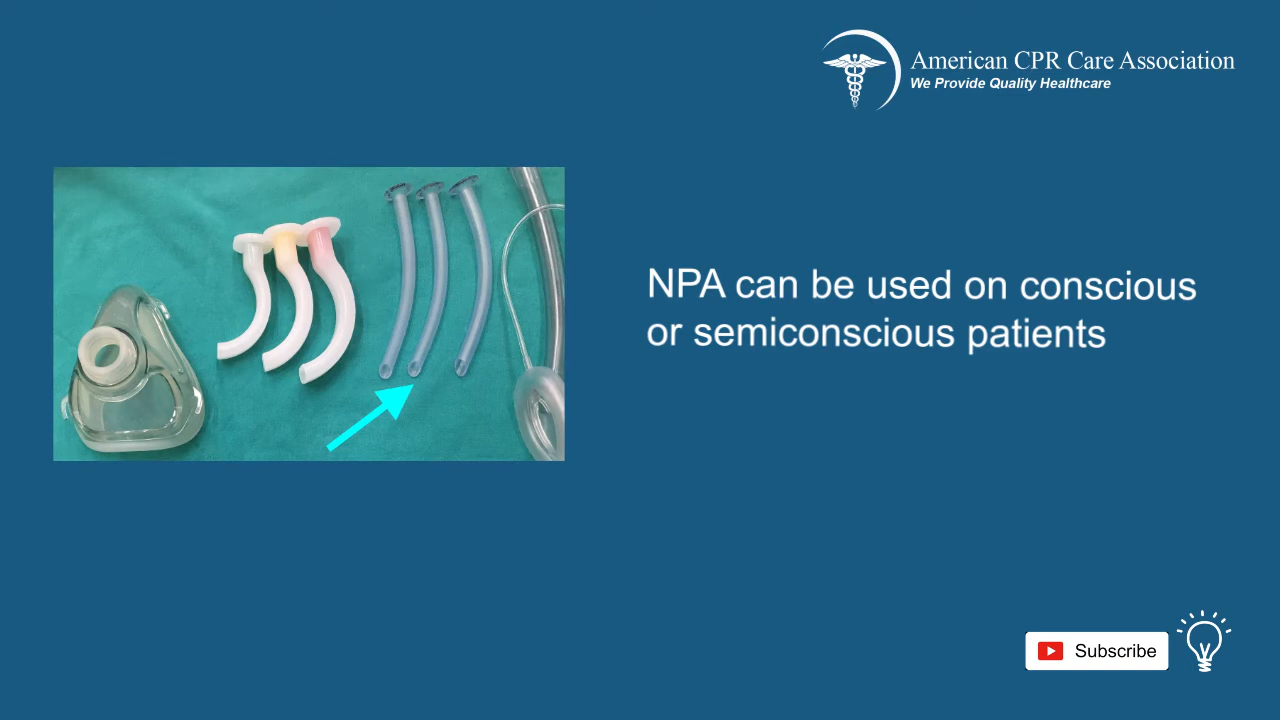 American CPR Care Association
We Provide Quality Healthcare
NPA can be used on conscious
or semiconscious patients
Subscribe